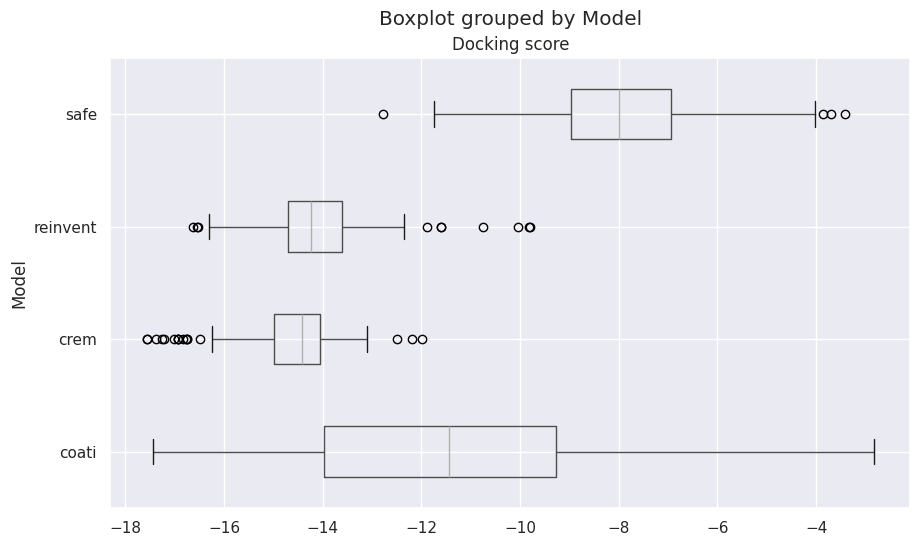 Boxplot grouped by Model
Docking score
safe
reinvent
crem
coati
Model
−18 −16 −14 −12 −10 −8 −6 −4